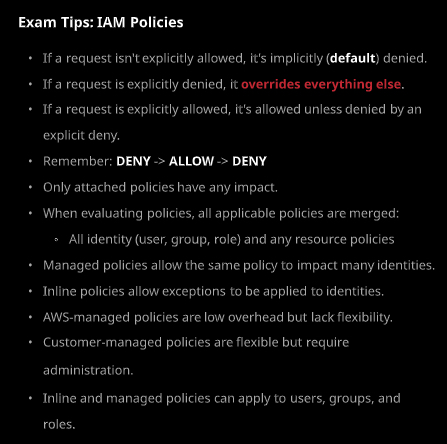 Exam Tips: IAM Policies
• If a request isn't explicitly allowed, it's implicitly (default) denied.
• If a request is explicitly denied, it overrides everything else.
• If a request is explicitly allowed, it's allowed unless denied by an
explicit deny.
• Remember: DENY -> ALLOW -> DENY
• Only attached policies have any impact.
• When evaluating policies, all applicable policies are merged:
◦ All identity (user, group, role) and any resource policies
• Managed policies allow the same policy to impact many identities.
• Inline policies allow exceptions to be applied to identities.
• AWS-managed policies are low overhead but lack flexibility.
• Customer-managed policies are flexible but require
administration.
• Inline and managed policies can apply to users, groups, and
roles.